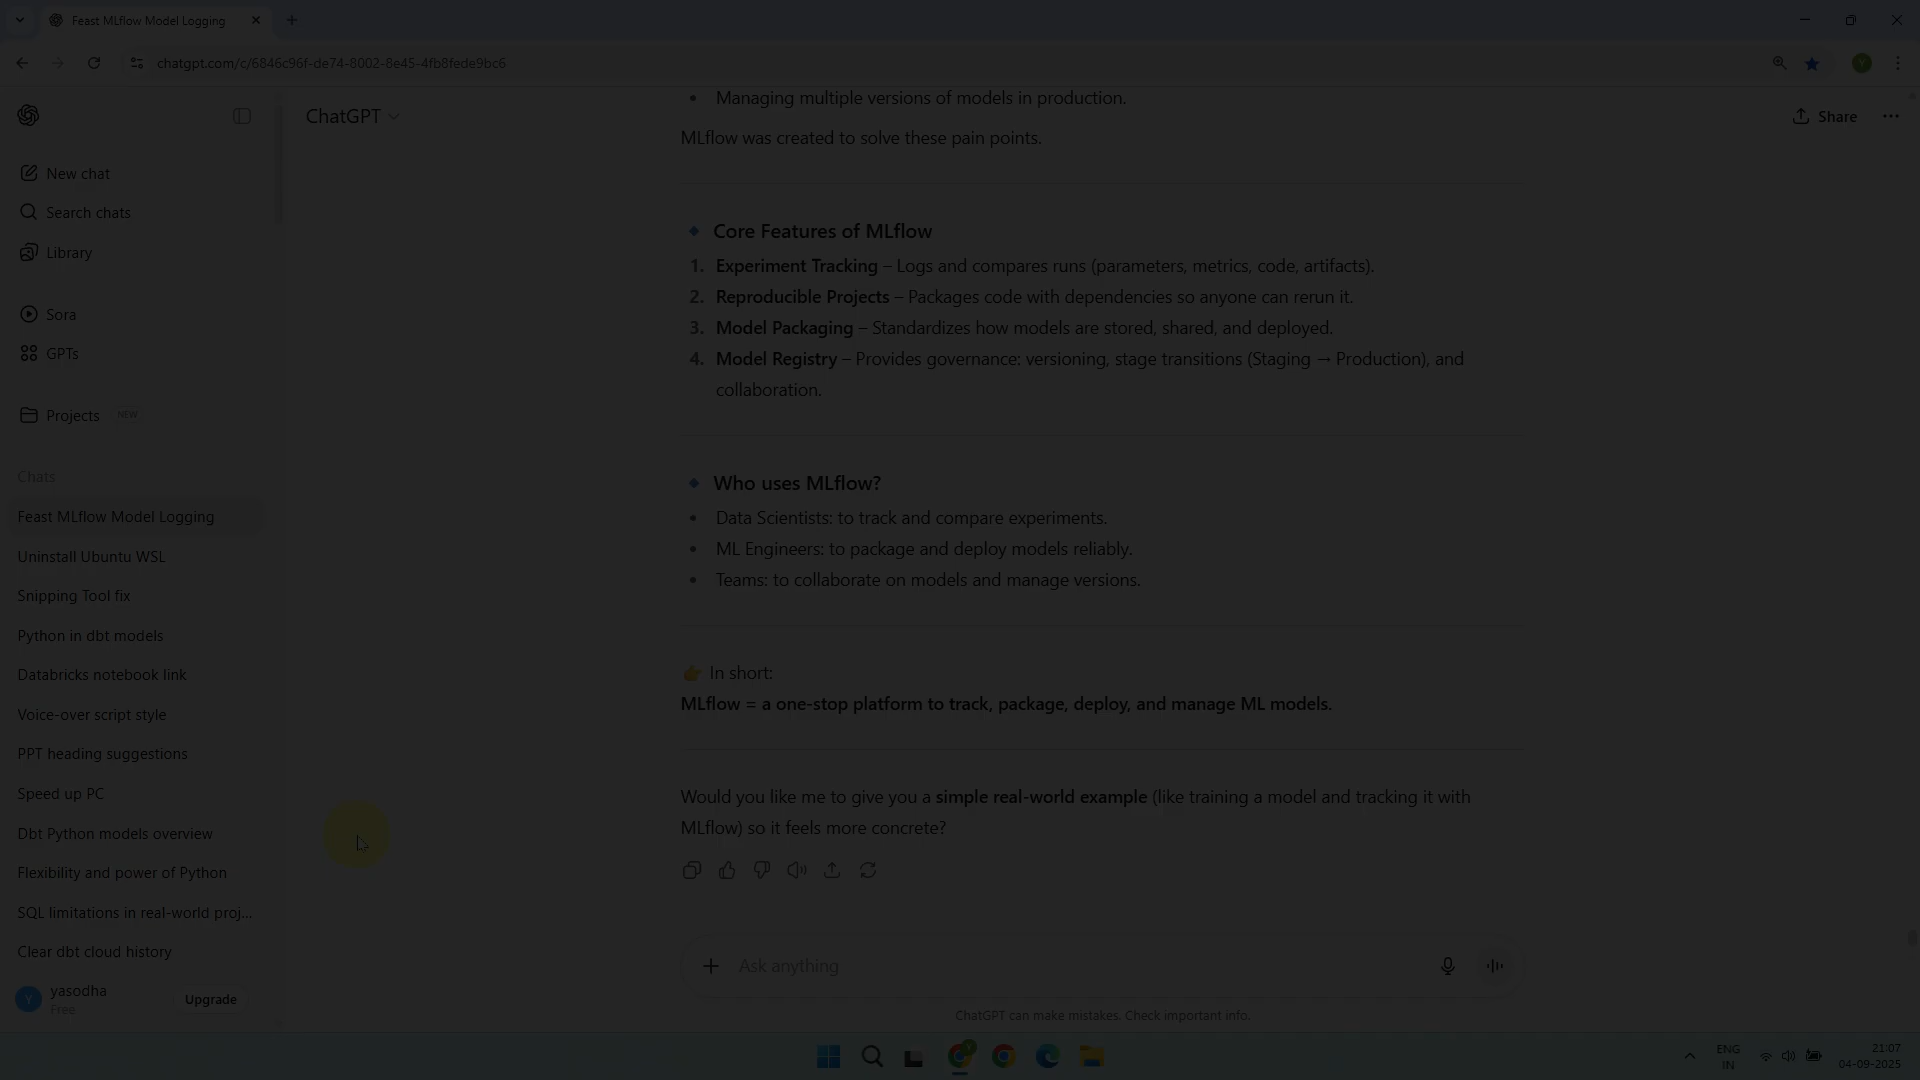 Feast MLflow Model Logging
chatgpt.com/c/6846c96f-de74-8002-8e45-4fb8fede9bc6
Y
ChatGPT
Share
New chat
Search chats
Library
Sora
GPTs
Projects NEW
Chats
Feast MLflow Model Logging
Uninstall Ubuntu WSL
Snipping Tool fix
Python in dbt models
Databricks notebook link
Voice-over script style
PPT heading suggestions
Speed up PC
Dbt Python models overview
Flexibility and power of Python
SQL limitations in real-world proj...
Clear dbt cloud history
Y
yasodha
Free
Upgrade
• Managing multiple versions of models in production.
MLflow was created to solve these pain points.
🔹 Core Features of MLflow
1. Experiment Tracking – Logs and compares runs (parameters, metrics, code, artifacts).
2. Reproducible Projects – Packages code with dependencies so anyone can rerun it.
3. Model Packaging – Standardizes how models are stored, shared, and deployed.
4. Model Registry – Provides governance: versioning, stage transitions (Staging → Production), and
collaboration.
🔹 Who uses MLflow?
• Data Scientists: to track and compare experiments.
• ML Engineers: to package and deploy models reliably.
• Teams: to collaborate on models and manage versions.
👉 In short:
MLflow = a one-stop platform to track, package, deploy, and manage ML models.
Would you like me to give you a simple real-world example (like training a model and tracking it with
MLflow) so it feels more concrete?
Ask anything
ChatGPT can make mistakes. Check important info.
ENG
IN
21:07
04-09-2025